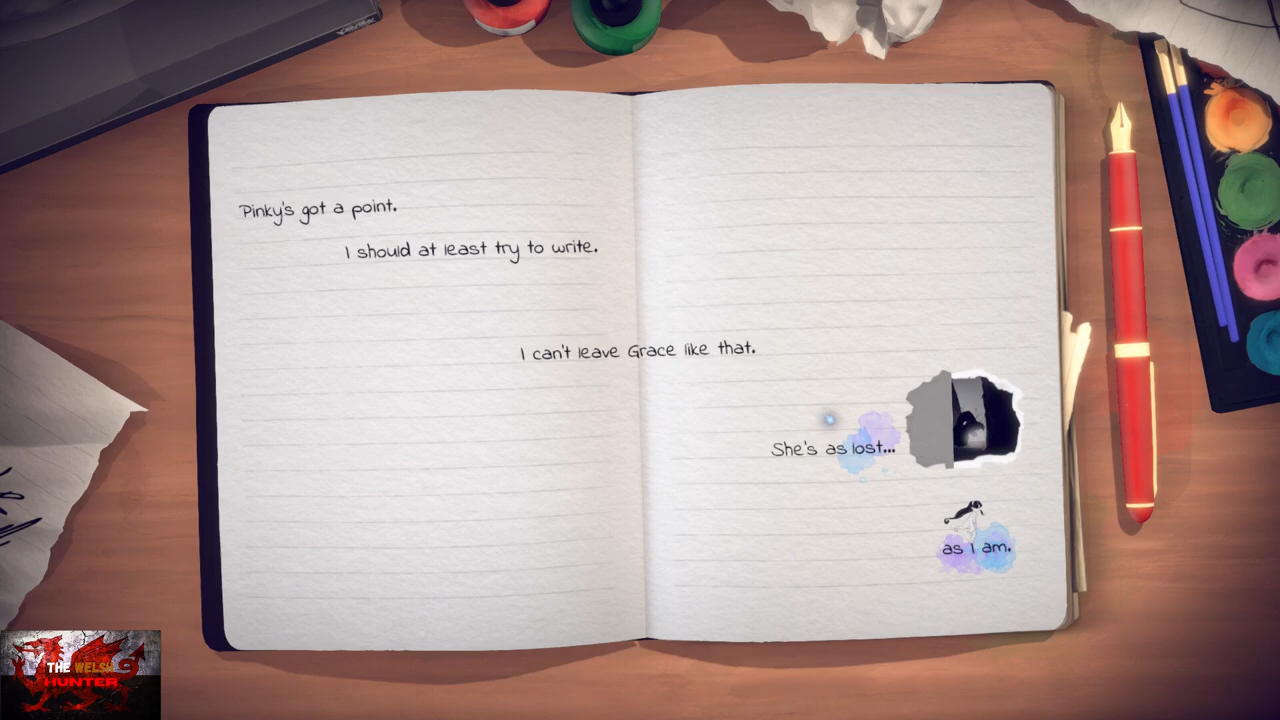 Pinky's got a point.
I should at least try to write.
I can't leave Grace like that.
She's as lost...
as I am.
THE WELSH
HUNTER